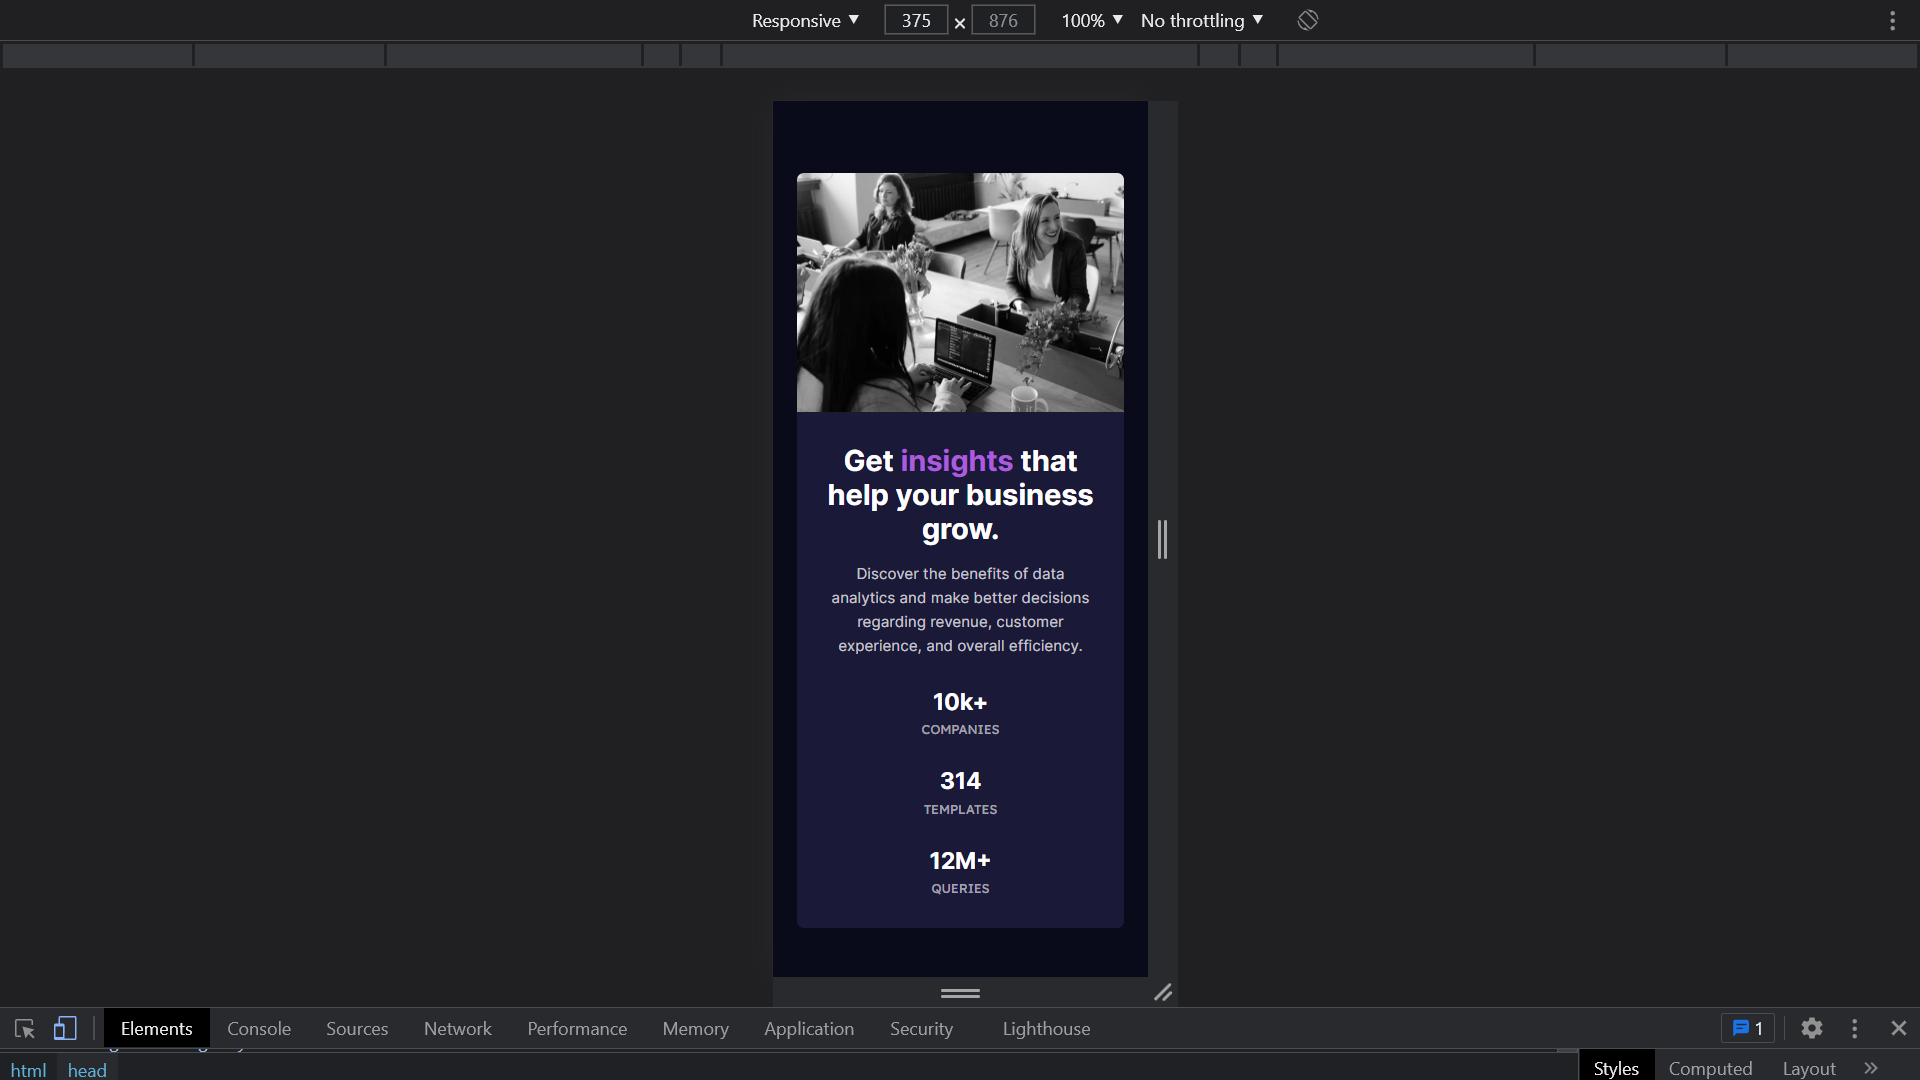 Responsive ▼ 375 × 876 100% ▼ No throttling ▼
Get insights that
help your business
grow.
Discover the benefits of data
analytics and make better decisions
regarding revenue, customer
experience, and overall efficiency.
10k+
COMPANIES
314
TEMPLATES
12M+
QUERIES
Elements Console Sources Network Performance Memory Application Security Lighthouse 1
html head Styles Computed Layout